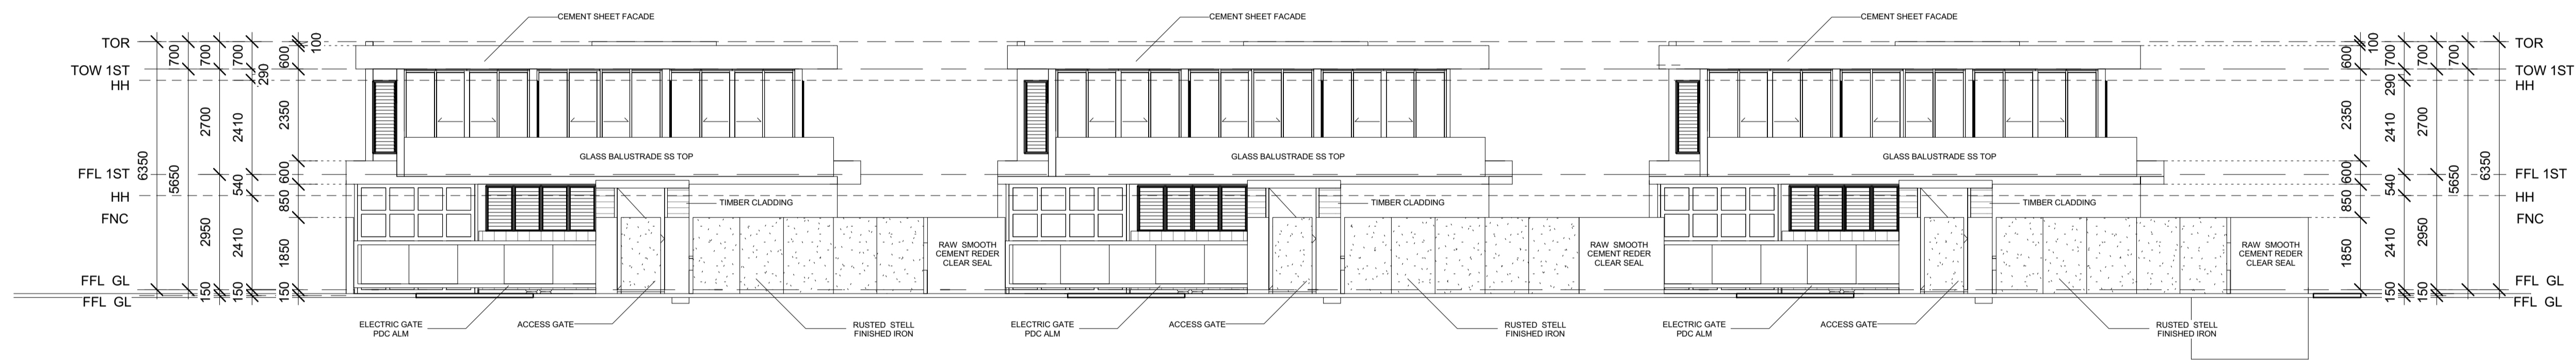 CEMENT SHEET FACADE
CEMENT SHEET FACADE
CEMENT SHEET FACADE
TOR
TOW 1ST
HH
FFL 1ST
HH
FNC
FFL GL
FFL GL
6350
700
5650
700
2700
2950
150
700
290
2410
540
2410
150
100
600
2350
600
850
1850
150
GLASS BALUSTRADE SS TOP
GLASS BALUSTRADE SS TOP
GLASS BALUSTRADE SS TOP
TIMBER CLADDING
TIMBER CLADDING
TIMBER CLADDING
RAW SMOOTH
CEMENT REDER
CLEAR SEAL
RAW SMOOTH
CEMENT REDER
CLEAR SEAL
RAW SMOOTH
CEMENT REDER
CLEAR SEAL
ELECTRIC GATE
PDC ALM
ACCESS GATE
RUSTED STELL
FINISHED IRON
ELECTRIC GATE
PDC ALM
ACCESS GATE
RUSTED STELL
FINISHED IRON
ELECTRIC GATE
PDC ALM
ACCESS GATE
RUSTED STELL
FINISHED IRON
100
600
2350
600
850
1850
700
290
2410
540
2410
150
700
2700
2950
150
700
5650
6350
TOR
TOW 1ST
HH
FFL 1ST
HH
FNC
FFL GL
FFL GL